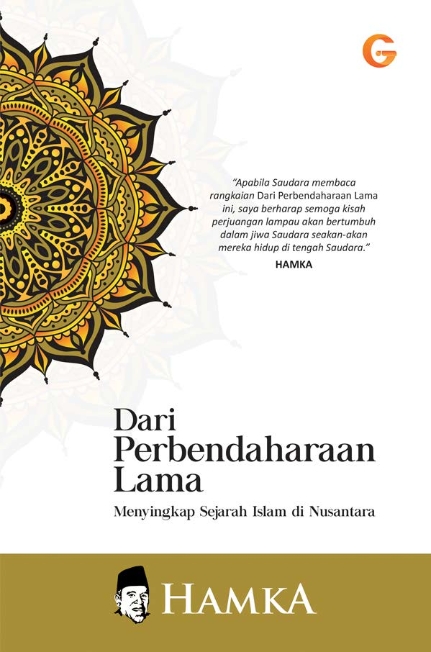 G
“Apabila Saudara membaca
rangkaian Dari Perbendaharaan Lama
ini, saya berharap semoga kisah
perjuangan lampau akan bertumbuh
dalam jiwa Saudara seakan-akan
mereka hidup di tengah Saudara.”
HAMKA
Dari
Perbendaharaan
Lama
Menyingkap Sejarah Islam di Nusantara
HAMKA